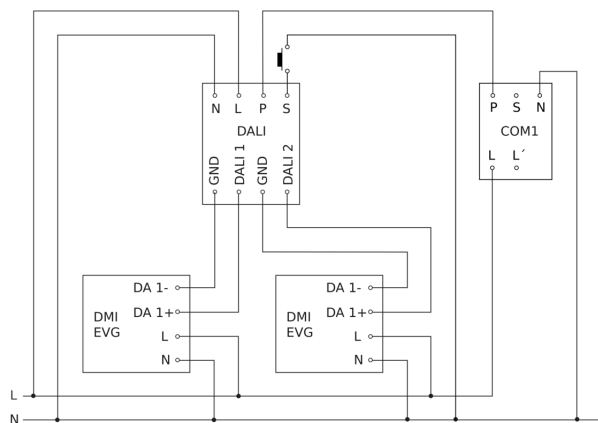 N L P S
DALI
GND DALI 1 GND DALI 2
P S N
COM1
L L´
DA 1-
DMI DA 1+
EVG L
N
DA 1-
DMI DA 1+
EVG L
N
L
N